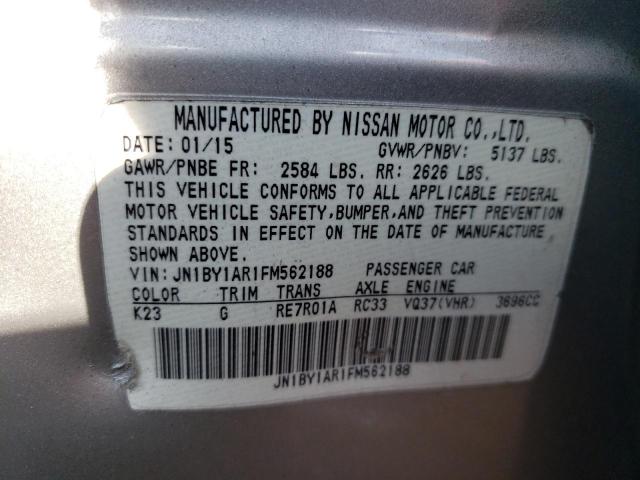 MANUFACTURED BY NISSAN MOTOR CO.,LTD.
DATE: 01/15 GVWR/PNBV: 5137 LBS.
GAWR/PNBE FR: 2584 LBS. RR: 2626 LBS.
THIS VEHICLE CONFORMS TO ALL APPLICABLE FEDERAL
MOTOR VEHICLE SAFETY,BUMPER,AND THEFT PREVENTION
STANDARDS IN EFFECT ON THE DATE OF MANUFACTURE
SHOWN ABOVE.
VIN: JN1BY1AR1FM562188 PASSENGER CAR
COLOR TRIM TRANS AXLE ENGINE
K23 G RE7R01A RC33 VQ37(VHR) 3696CC
JN1BY1AR1FM562188